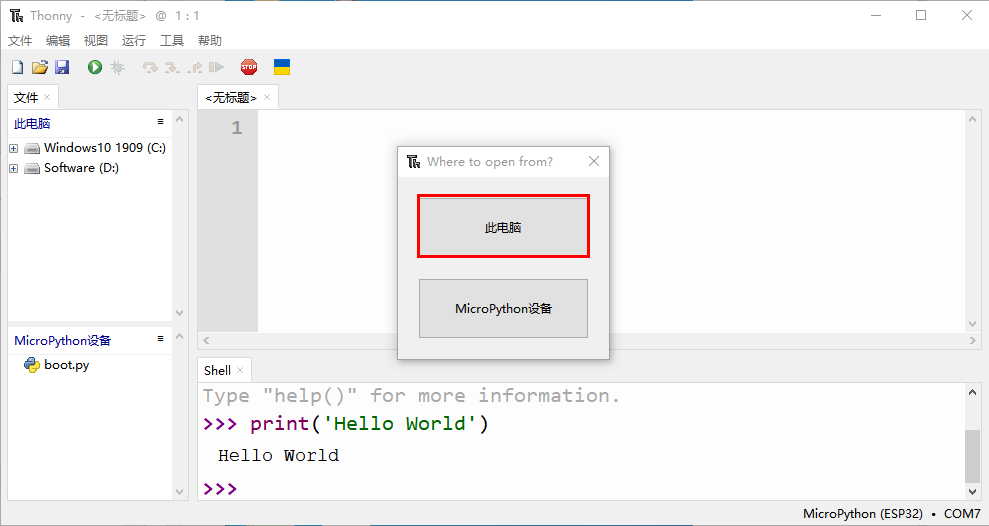 Thonny - <无标题> @ 1 : 1
文件 编辑 视图 运行 工具 帮助
STOP
文件
<无标题>
此电脑
1
Windows10 1909 (C:)
Software (D:)
Where to open from?
此电脑
MicroPython设备
MicroPython设备
boot.py
Shell
Type "help()" for more information.
>>> print('Hello World')
Hello World
>>>
MicroPython (ESP32) • COM7